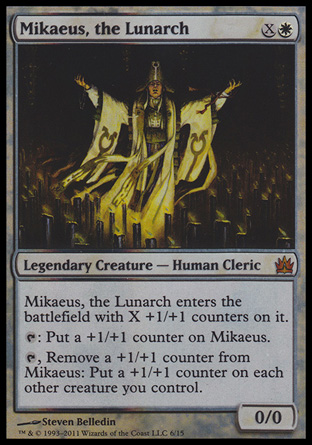 Mikaeus, the Lunarch X
Legendary Creature — Human Cleric
Mikaeus, the Lunarch enters the
battlefield with X +1/+1 counters on it.
: Put a +1/+1 counter on Mikaeus.
, Remove a +1/+1 counter from
Mikaeus: Put a +1/+1 counter on each
other creature you control.
Steven Belledin
™ & © 1993–2011 Wizards of the Coast LLC 6/15
0/0